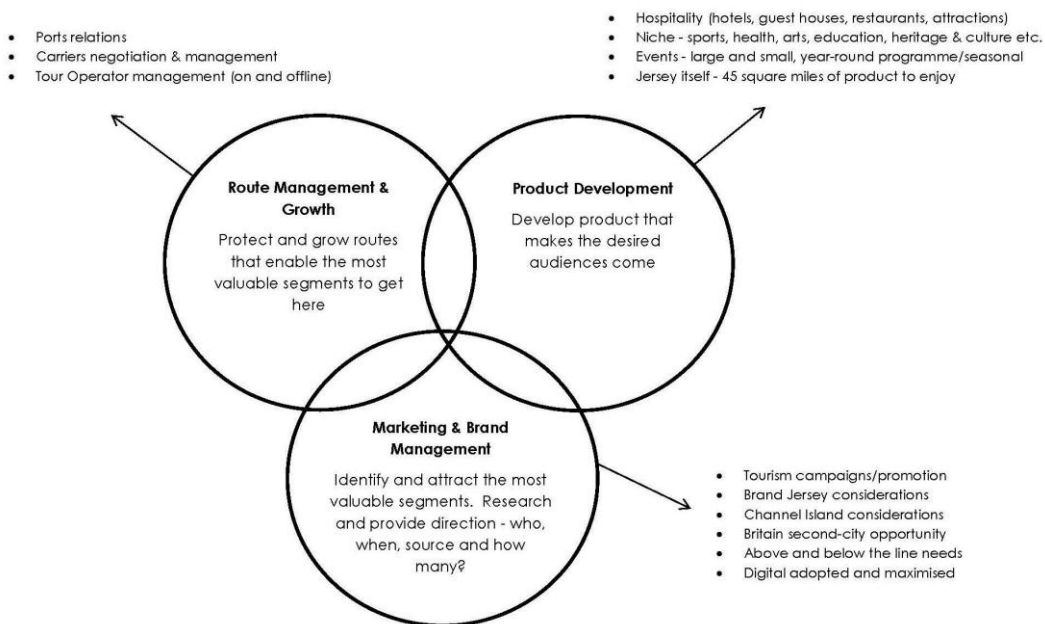 • Ports relations
• Carriers negotiation & management
• Tour Operator management (on and offline)
• Hospitality (hotels, guest houses, restaurants, attractions)
• Niche - sports, health, arts, education, heritage & culture etc.
• Events - large and small, year-round programme/seasonal
• Jersey itself - 45 square miles of product to enjoy
Route Management &
Growth
Protect and grow routes
that enable the most
valuable segments to get
here
Product Development
Develop product that
makes the desired
audiences come
Marketing & Brand
Management
Identify and attract the most
valuable segments. Research
and provide direction - who,
when, source and how
many?
• Tourism campaigns/promotion
• Brand Jersey considerations
• Channel Island considerations
• Britain second-city opportunity
• Above and below the line needs
• Digital adopted and maximised